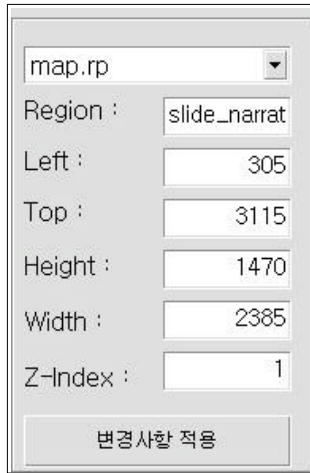 map.rp
Region : slide_narrat
Left : 305
Top : 3115
Height : 1470
Width : 2385
Z-Index : 1
변경사항 적용